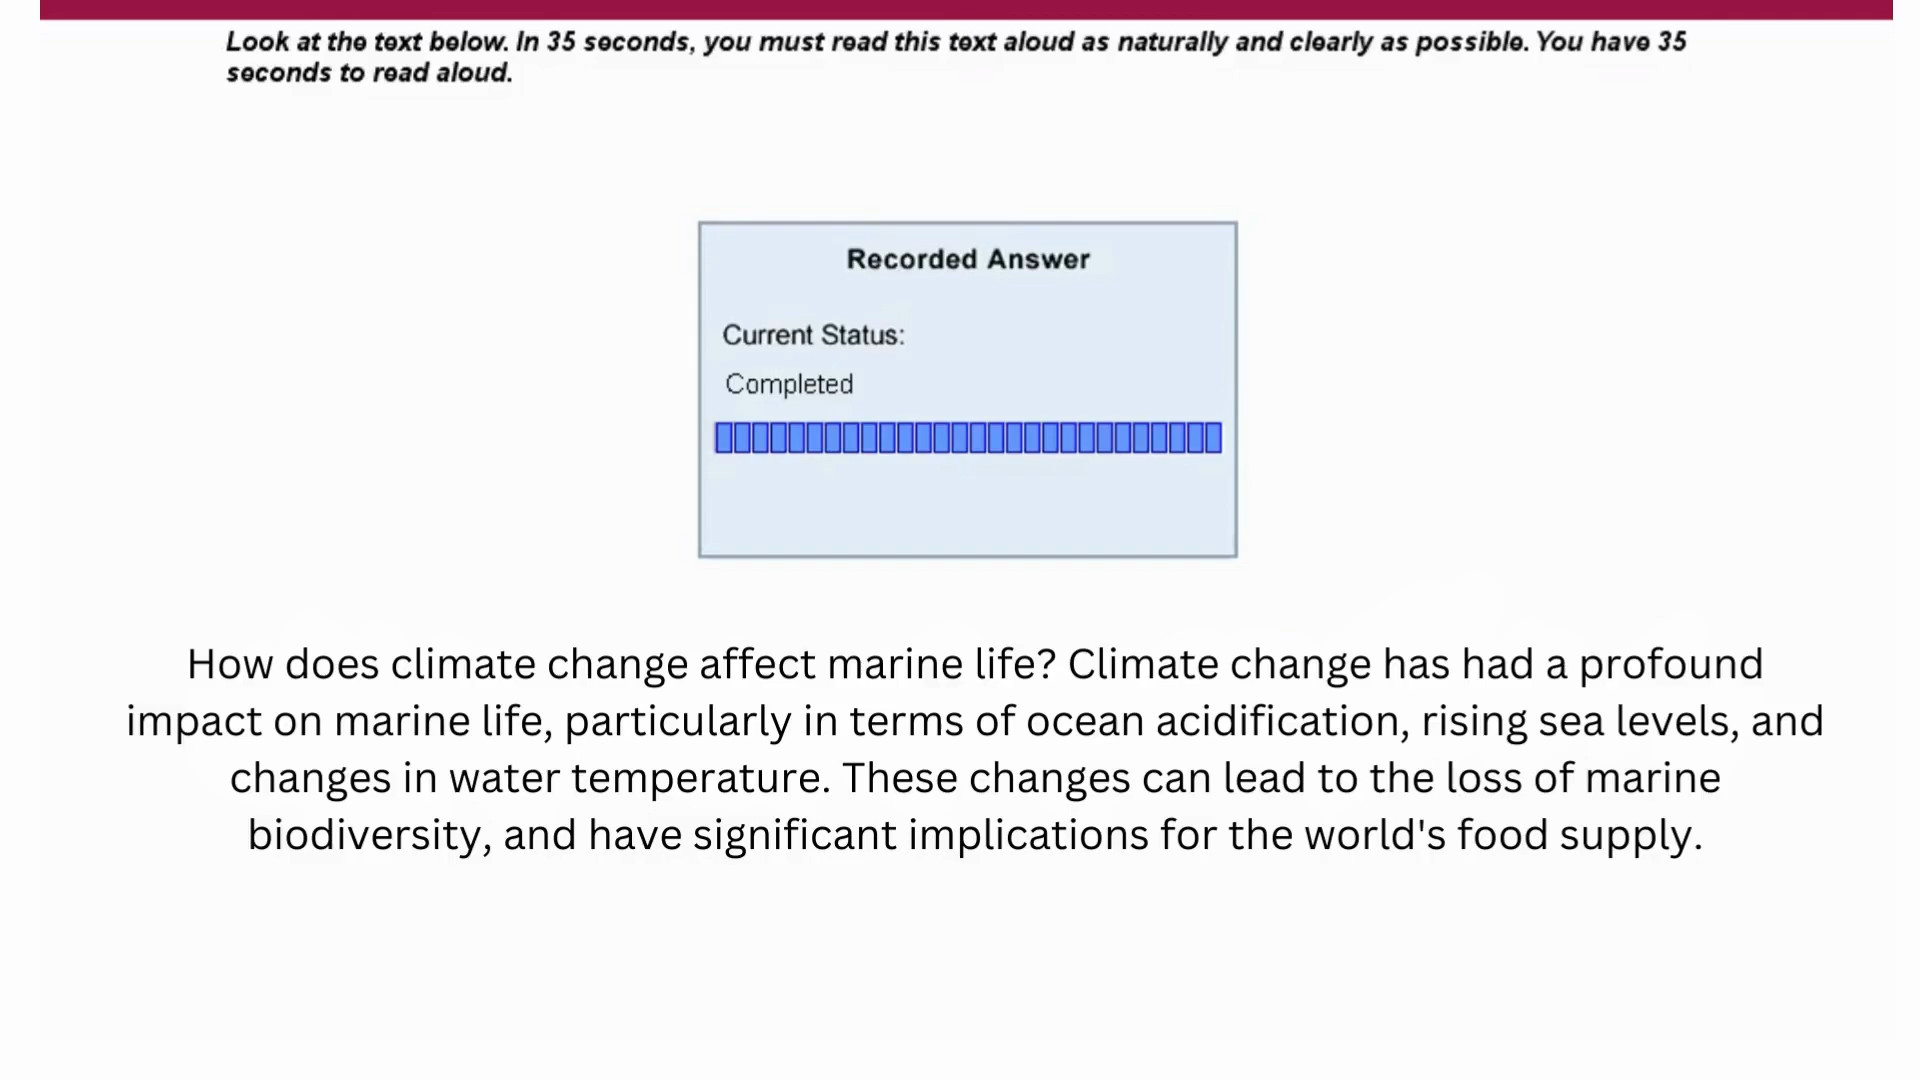 Look at the text below. In 35 seconds, you must read this text aloud as naturally and clearly as possible. You have 35
seconds to read aloud.
Recorded Answer
Current Status:
Completed
How does climate change affect marine life? Climate change has had a profound
impact on marine life, particularly in terms of ocean acidification, rising sea levels, and
changes in water temperature. These changes can lead to the loss of marine
biodiversity, and have significant implications for the world's food supply.